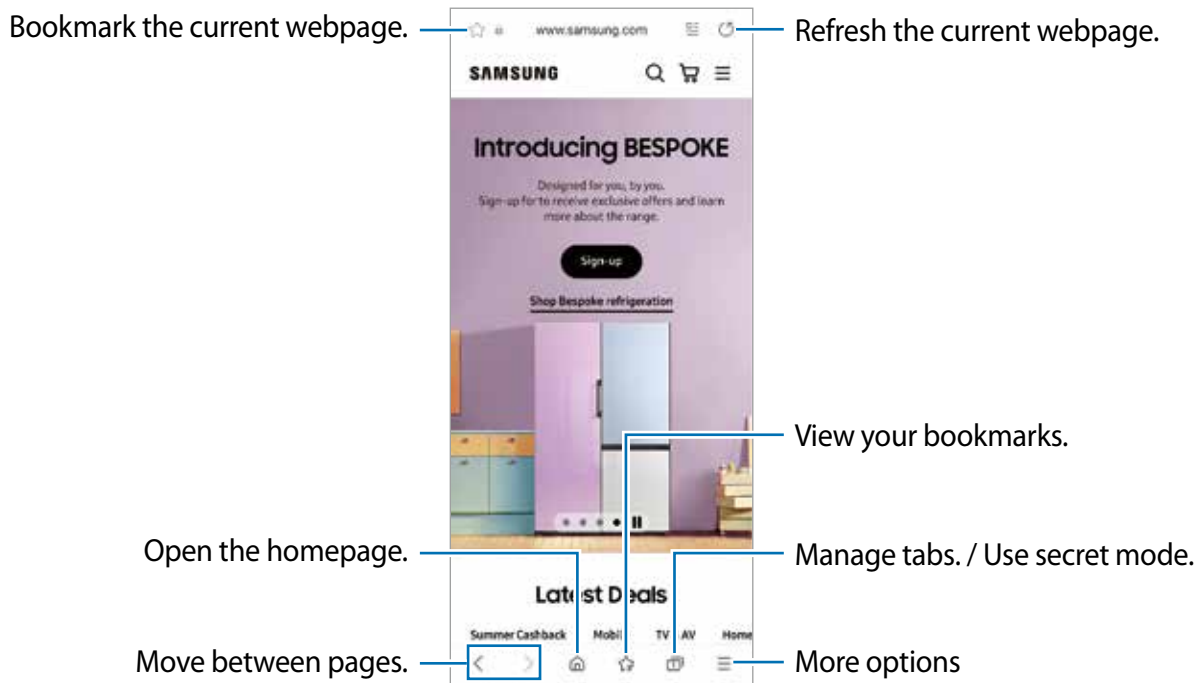 Bookmark the current webpage.
www.samsung.com
Refresh the current webpage.
SAMSUNG
Introducing BESPOKE
Designed for you, by you.
Sign-up for to receive exclusive offers and learn
more about the range.
Sign-up
Shop Bespoke refrigeration
View your bookmarks.
Open the homepage.
Manage tabs. / Use secret mode.
Latest Deals
Summer Cashback Mobil TV AV Home
Move between pages.
More options